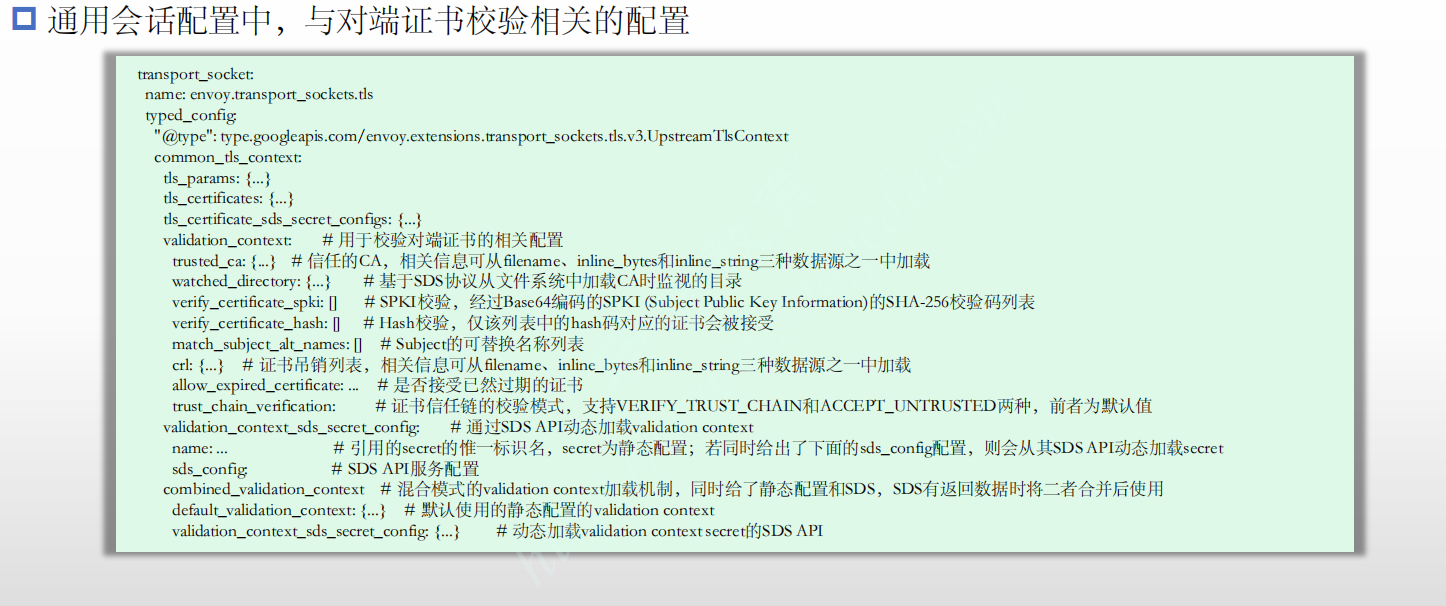 通用会话配置中，与对端证书校验相关的配置
transport_socket:
name: envoy.transport_sockets.tls
typed_config:
"@type": type.googleapis.com/envoy.extensions.transport_sockets.tls.v3.UpstreamTlsContext
common_tls_context:
tls_params: {...}
tls_certificates: {...}
tls_certificate_sds_secret_configs: {...}
validation_context: # 用于校验对端证书的相关配置
trusted_ca: {...} # 信任的CA，相关信息可从filename、inline_bytes和inline_string三种数据源之一中加载
watched_directory: {...} # 基于SDS协议从文件系统中加载CA时监视的目录
verify_certificate_spki: [] # SPKI校验，经过Base64编码的SPKI (Subject Public Key Information)的SHA-256校验码列表
verify_certificate_hash: [] # Hash校验，仅该列表中的hash码对应的证书会被接受
match_subject_alt_names: [] # Subject的可替换名称列表
crl: {...} # 证书吊销列表，相关信息可从filename、inline_bytes和inline_string三种数据源之一中加载
allow_expired_certificate: ... # 是否接受已然过期的证书
trust_chain_verification: # 证书信任链的校验模式，支持VERIFY_TRUST_CHAIN和ACCEPT_UNTRUSTED两种，前者为默认值
validation_context_sds_secret_config: # 通过SDS API动态加载validation context
name: ... # 引用的secret的惟一标识名，secret为静态配置；若同时给出了下面的sds_config配置，则会从其SDS API动态加载secret
sds_config: # SDS API服务配置
combined_validation_context # 混合模式的validation context加载机制，同时给了静态配置和SDS，SDS有返回数据时将二者合并后使用
default_validation_context: {...} # 默认使用的静态配置的validation context
validation_context_sds_secret_config: {...} # 动态加载validation context secret的SDS API